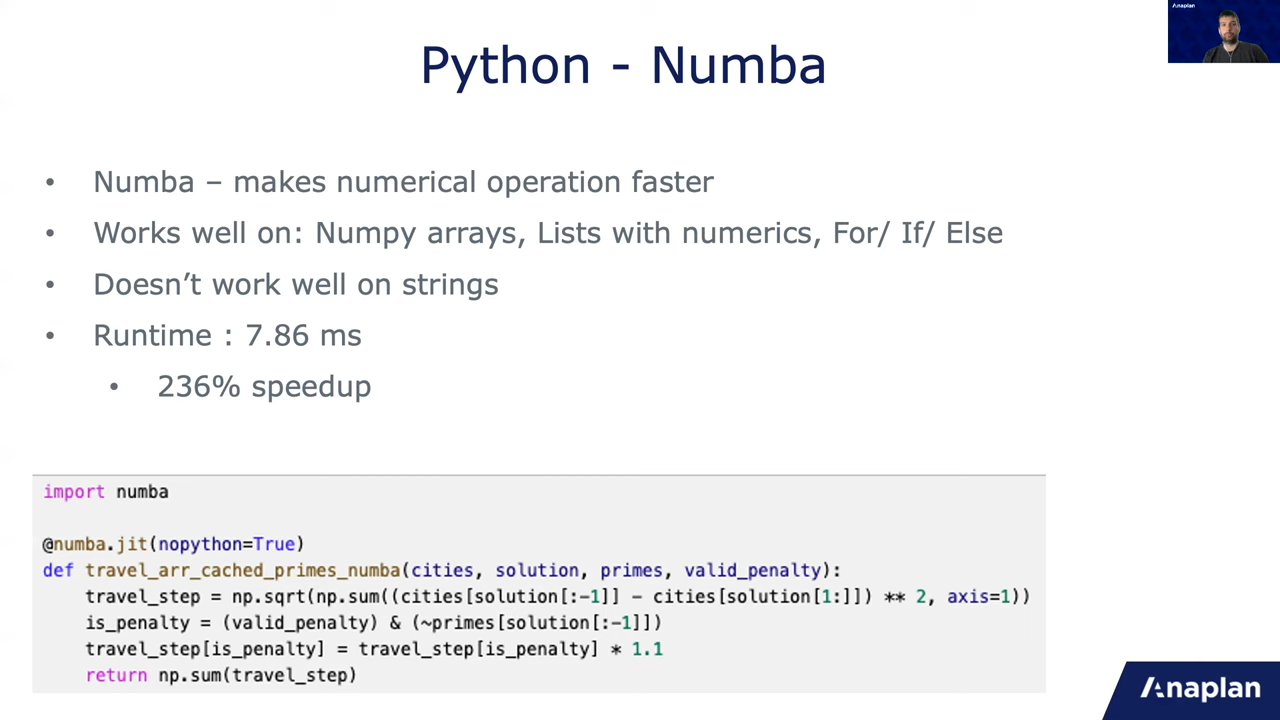 Anaplan
Python - Numba
• Numba – makes numerical operation faster
• Works well on: Numpy arrays, Lists with numerics, For/ If/ Else
• Doesn’t work well on strings
• Runtime : 7.86 ms
• 236% speedup
import numba
@numba.jit(nopython=True)
def travel_arr_cached_primes_numba(cities, solution, primes, valid_penalty):
    travel_step = np.sqrt(np.sum((cities[solution[:-1]] - cities[solution[1:]]) ** 2, axis=1))
    is_penalty = (valid_penalty) & (~primes[solution[:-1]])
    travel_step[is_penalty] = travel_step[is_penalty] * 1.1
    return np.sum(travel_step)
Anaplan